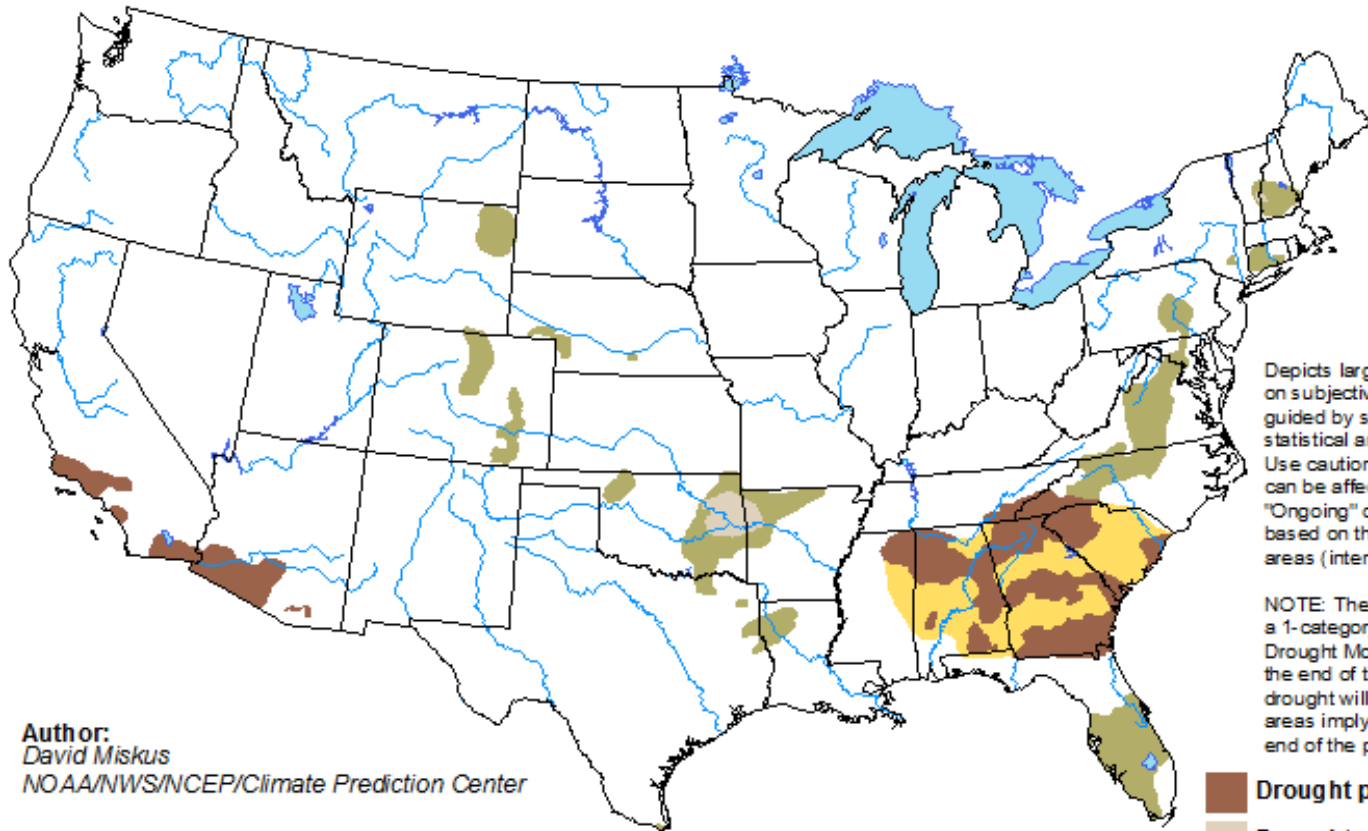 Depicts larg
on subjectiv
guided by s
statistical ar
Use caution
can be affe
"Ongoing" d
based on th
areas (inter
NOTE: The
a 1-categor
Drought Mo
the end of t
drought will
areas imply
end of the p
Author:
David Miskus
NOAA/NWS/NCEP/Climate Prediction Center
Drought p